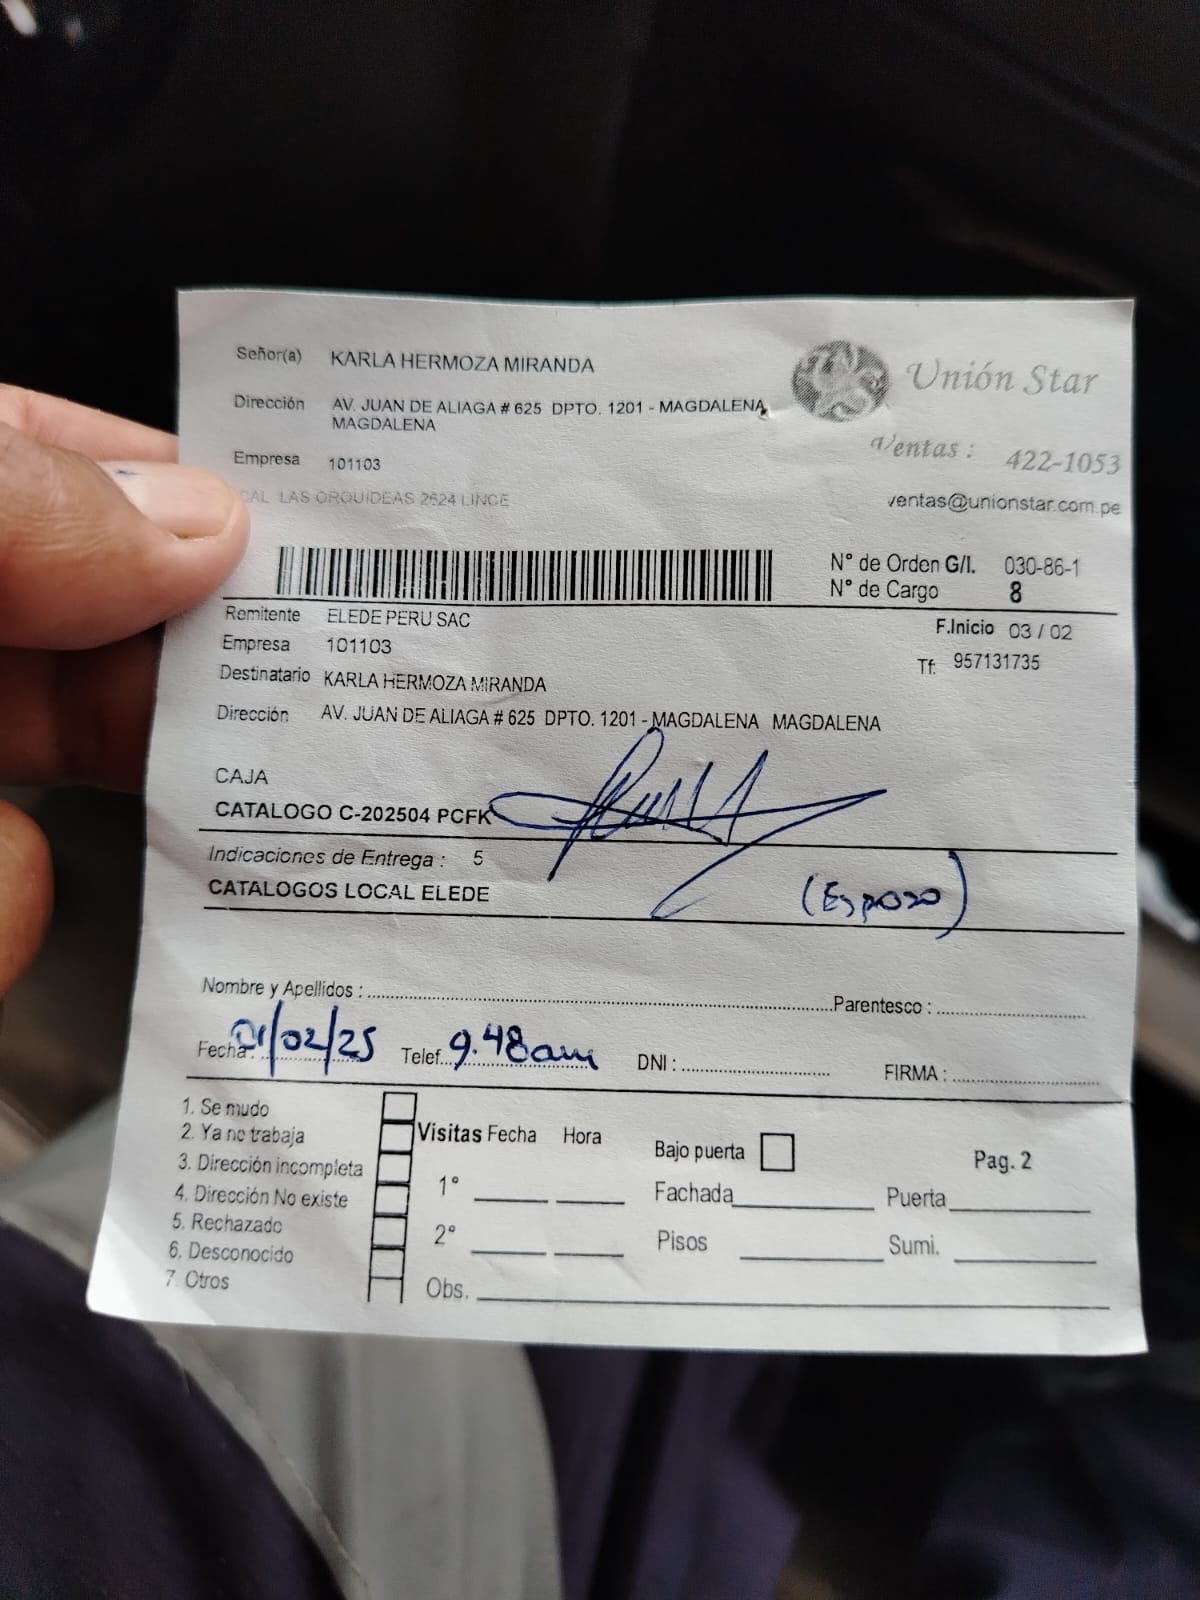 Señor(a) KARLA HERMOZA MIRANDA
Unión Star
Dirección AV. JUAN DE ALIAGA # 625 DPTO. 1201 - MAGDALENA,
MAGDALENA
Ventas : 422-1053
Empresa 101103
ventas@unionstar.com.pe
CAL LAS ORQUIDEAS 2624 LINCE
N° de Orden G/I. 030-86-1
N° de Cargo 8
Remitente ELEDE PERU SAC
F.Inicio 03 / 02
Empresa 101103
Tf: 957131735
Destinatario KARLA HERMOZA MIRANDA
Dirección AV. JUAN DE ALIAGA # 625 DPTO. 1201 - MAGDALENA MAGDALENA
CAJA
CATALOGO C-202504 PCFK
Indicaciones de Entrega : 5
CATALOGOS LOCAL ELEDE
(Esposo)
Nombre y Apellidos : Parentesco :
Fecha: 01/02/25 Telef. 9.48am DNI : FIRMA :
1. Se mudo
2. Ya no trabaja
3. Dirección incompleta
4. Dirección No existe
5. Rechazado
6. Desconocido
7. Otros
Visitas Fecha Hora
1°
2°
Obs.
Bajo puerta
Pag. 2
Fachada Puerta
Pisos Sumi.